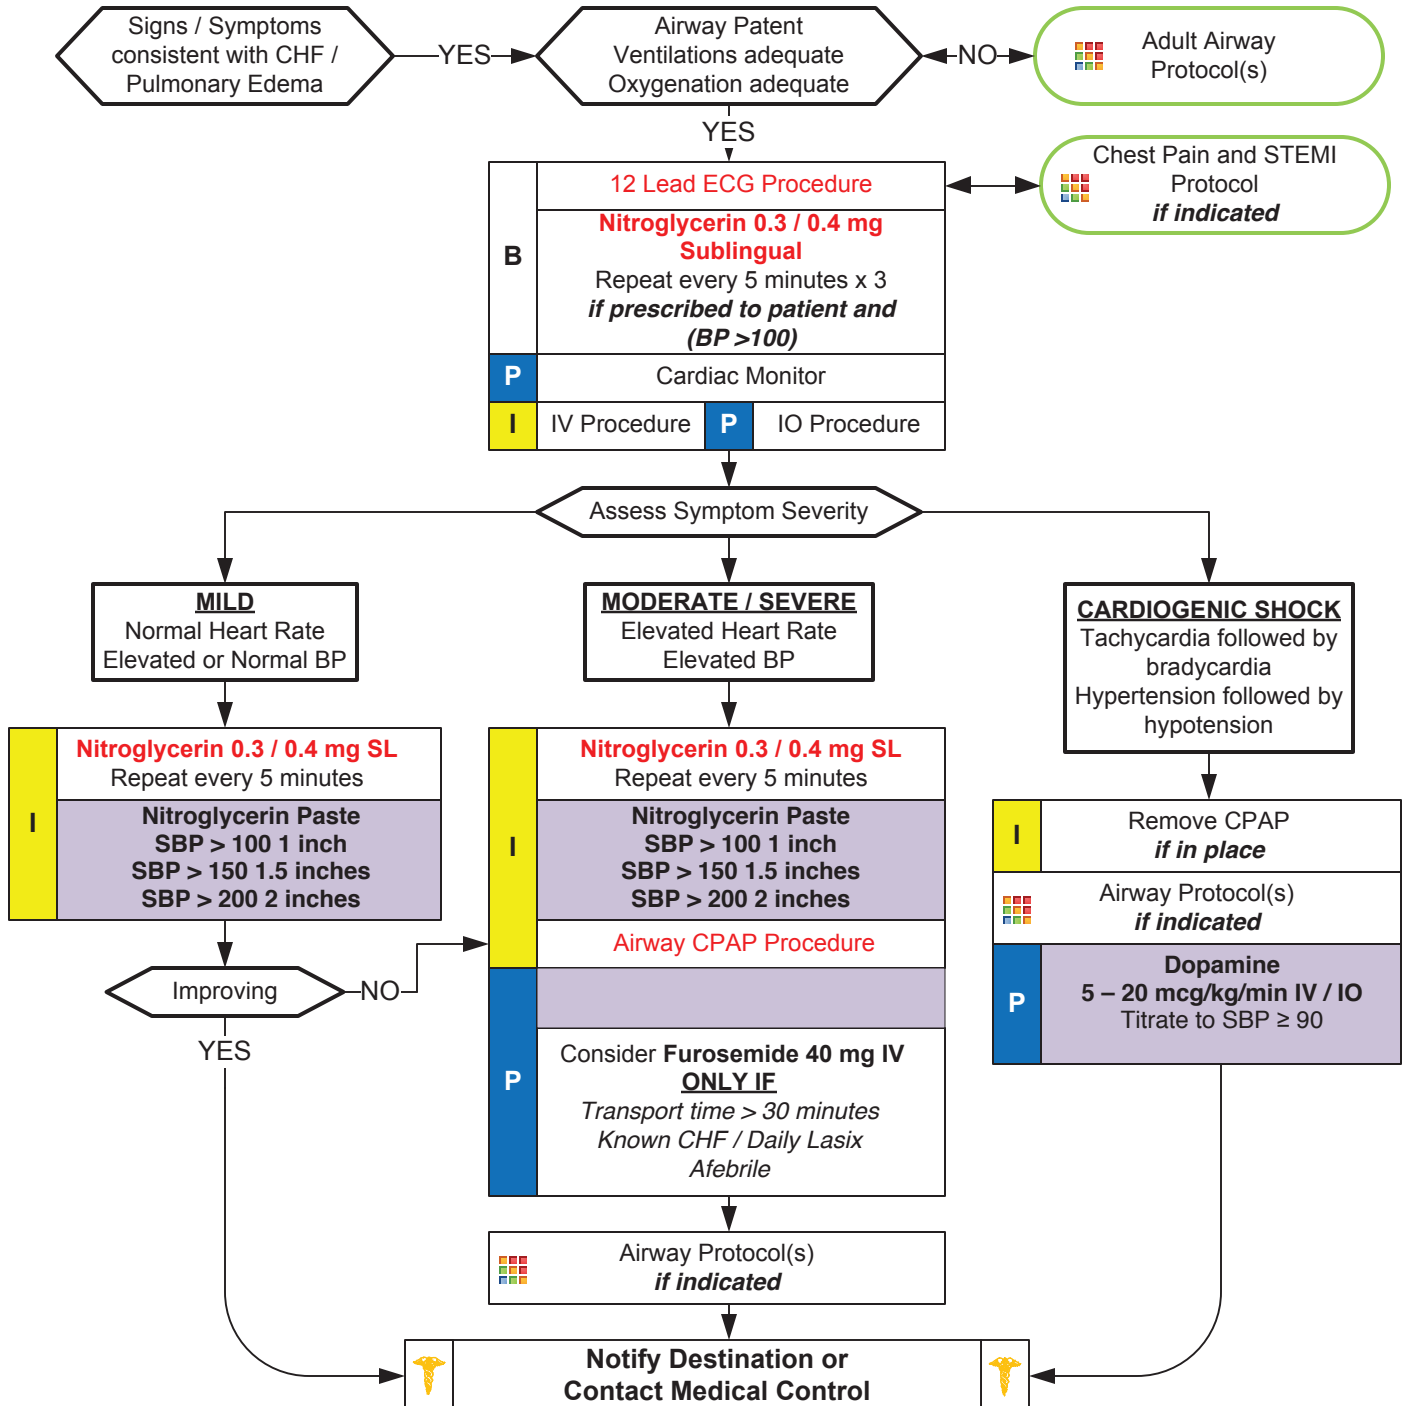 Signs / Symptoms
consistent with CHF /
Pulmonary Edema
YES
Airway Patent
Ventilations adequate
Oxygenation adequate
NO
Adult Airway
Protocol(s)
YES
12 Lead ECG Procedure
Chest Pain and STEMI
Protocol
if indicated
B
Nitroglycerin 0.3 / 0.4 mg
Sublingual
Repeat every 5 minutes x 3
if prescribed to patient and
(BP >100)
P
Cardiac Monitor
I
IV Procedure
P
IO Procedure
Assess Symptom Severity
MILD
Normal Heart Rate
Elevated or Normal BP
MODERATE / SEVERE
Elevated Heart Rate
Elevated BP
CARDIOGENIC SHOCK
Tachycardia followed by
bradycardia
Hypertension followed by
hypotension
I
Nitroglycerin 0.3 / 0.4 mg SL
Repeat every 5 minutes
Nitroglycerin Paste
SBP > 100 1 inch
SBP > 150 1.5 inches
SBP > 200 2 inches
Improving
NO
YES
I
Nitroglycerin 0.3 / 0.4 mg SL
Repeat every 5 minutes
Nitroglycerin Paste
SBP > 100 1 inch
SBP > 150 1.5 inches
SBP > 200 2 inches
Airway CPAP Procedure
P
Consider Furosemide 40 mg IV
ONLY IF
Transport time > 30 minutes
Known CHF / Daily Lasix
Afebrile
Airway Protocol(s)
if indicated
I
Remove CPAP
if in place
Airway Protocol(s)
if indicated
P
Dopamine
5 – 20 mcg/kg/min IV / IO
Titrate to SBP ≥ 90
Notify Destination or
Contact Medical Control